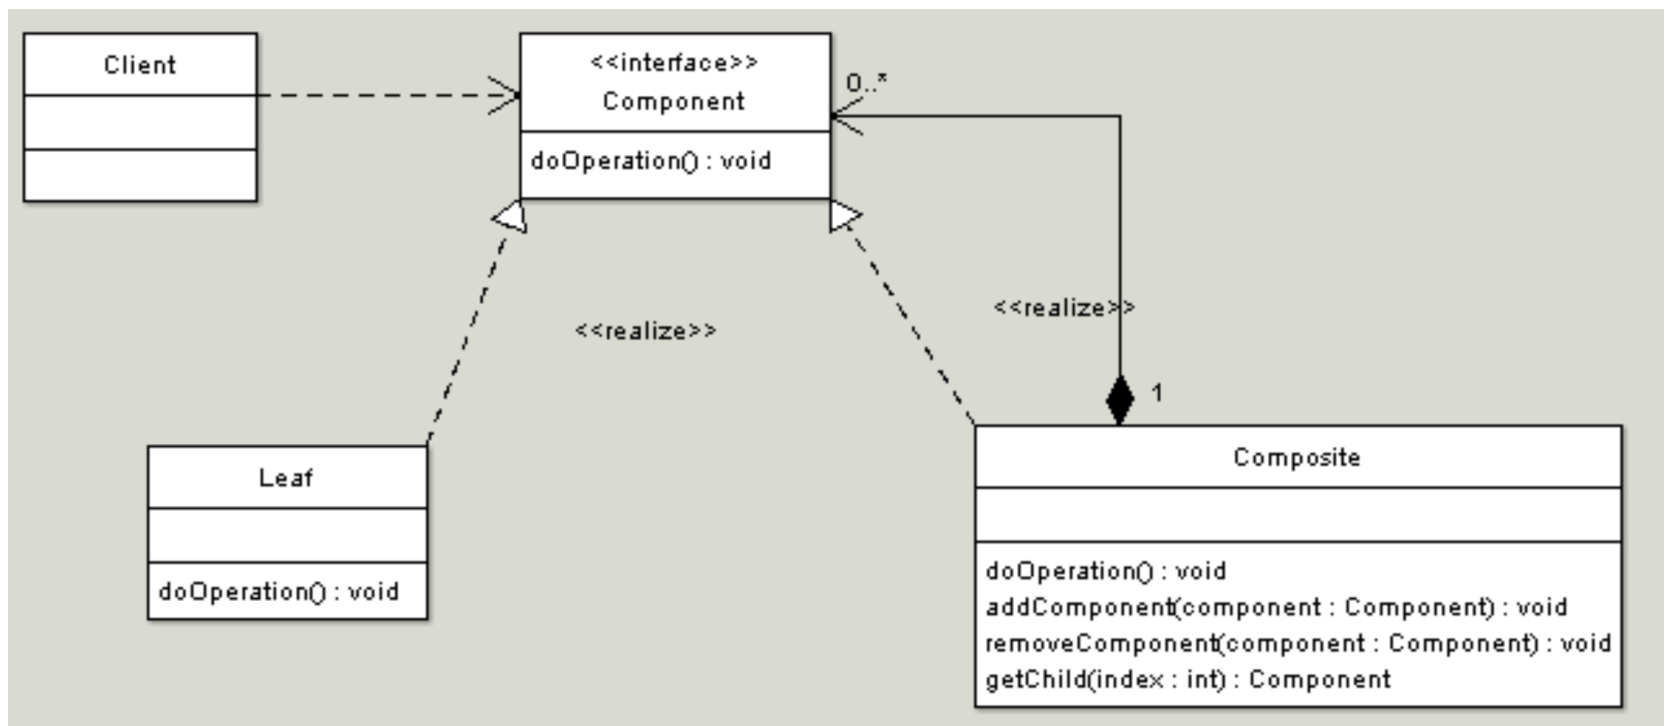 Client
<<interface>>
Component
doOperation() : void
0..*
<<realize>>
<<realize>>
1
Leaf
doOperation() : void
Composite
doOperation() : void
addComponent(component : Component) : void
removeComponent(component : Component) : void
getChild(index : int) : Component